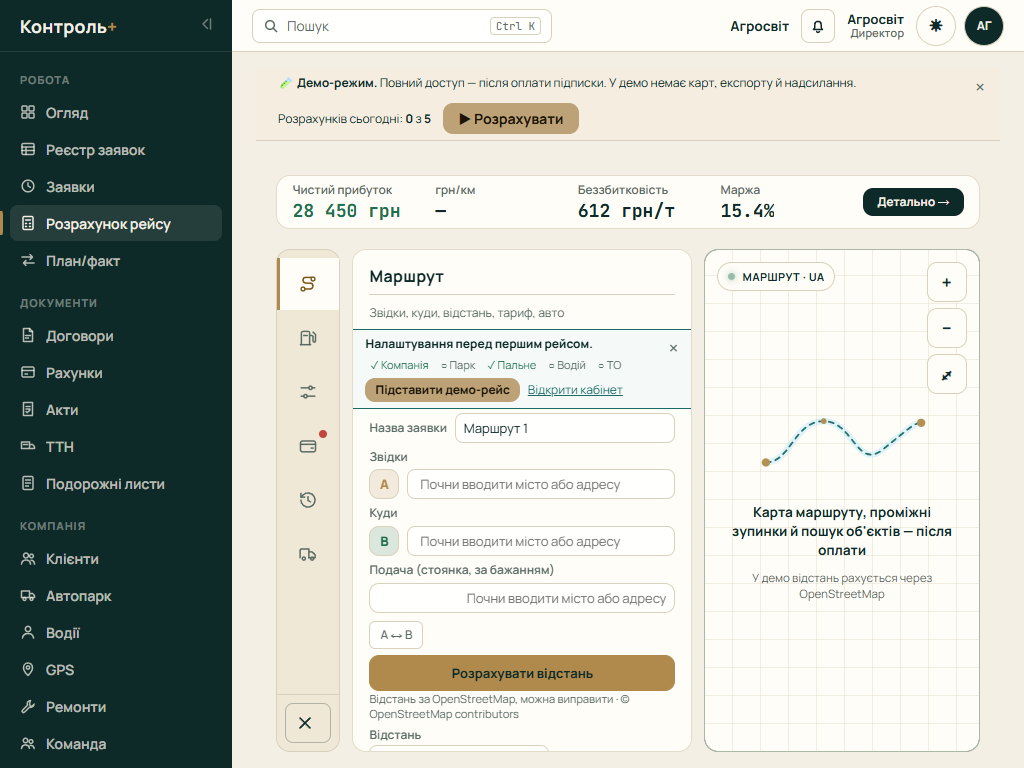 Контроль+
РОБОТА
Огляд
Реєстр заявок
Заявки
Розрахунок рейсу
План/факт
ДОКУМЕНТИ
Договори
Рахунки
Акти
ТТН
Подорожні листи
КОМПАНІЯ
Клієнти
Автопарк
Водії
GPS
Ремонти
Команда
Пошук
Ctrl K
Агросвіт
Агросвіт
Директор
АГ
Демо-режим. Повний доступ — після оплати підписки. У демо немає карт, експорту й надсилання.
×
Розрахунків сьогодні: 0 з 5
▶ Розрахувати
Чистий прибуток
28 450 грн
грн/км
—
Беззбитковість
612 грн/т
Маржа
15.4%
Детально →
Маршрут
Звідки, куди, відстань, тариф, авто
Налаштування перед першим рейсом.
×
✓ Компанія ○ Парк ✓ Пальне ○ Водій ○ ТО
Підставити демо-рейс
Відкрити кабінет
Назва заявки
Маршрут 1
Звідки
A
Почни вводити місто або адресу
Куди
B
Почни вводити місто або адресу
Подача (стоянка, за бажанням)
Почни вводити місто або адресу
A ↔ B
Розрахувати відстань
Відстань за OpenStreetMap, можна виправити · ©
OpenStreetMap contributors
Відстань
МАРШРУТ · UA
+
−
Карта маршруту, проміжні
зупинки й пошук об'єктів — після
оплати
У демо відстань рахується через
OpenStreetMap